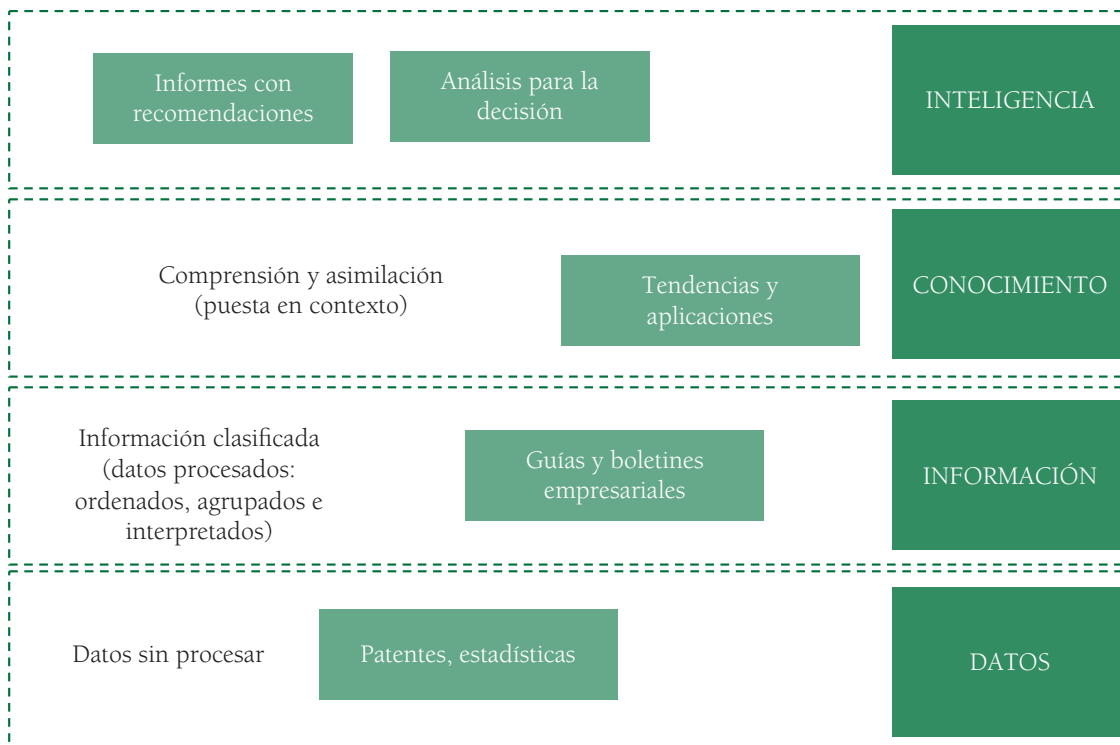 Informes con
recomendaciones
Análisis para la
decisión
INTELIGENCIA
Comprensión y asimilación
(puesta en contexto)
Tendencias y
aplicaciones
CONOCIMIENTO
Información clasificada
(datos procesados:
ordenados, agrupados e
interpretados)
Guías y boletines
empresariales
INFORMACIÓN
Datos sin procesar
Patentes, estadísticas
DATOS